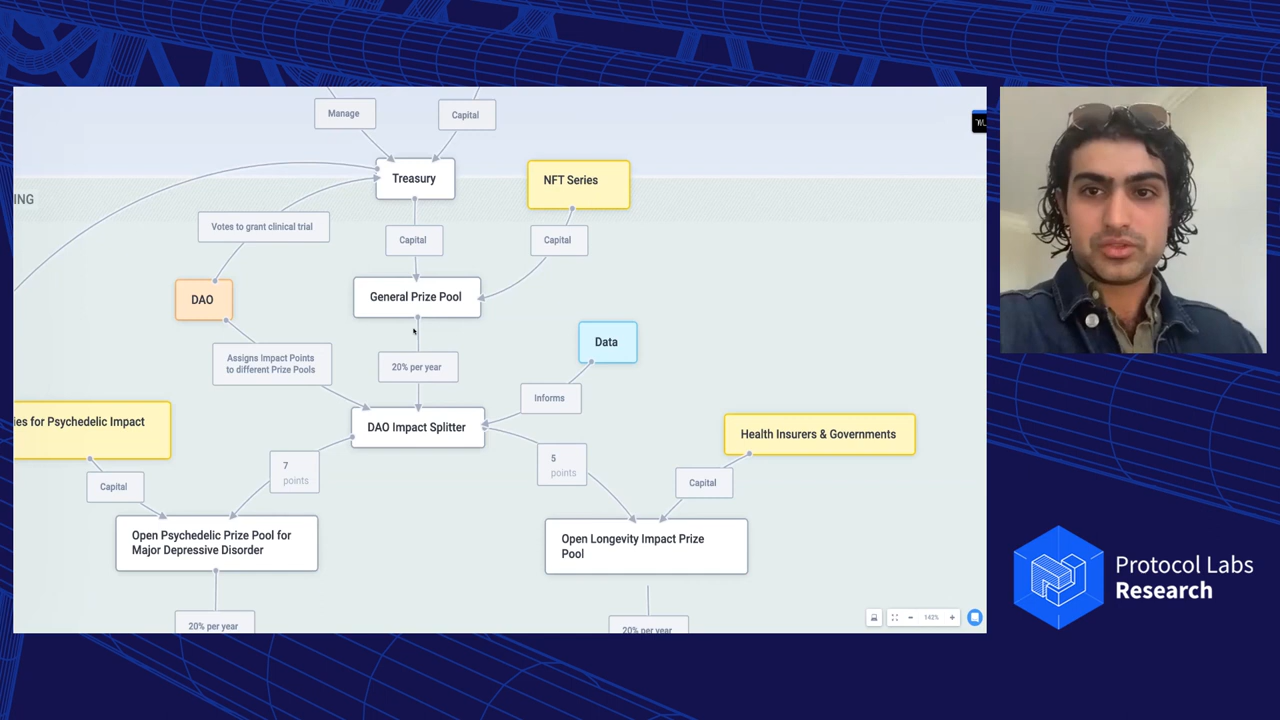 Manage
Capital
Treasury
NFT Series
ING
Votes to grant clinical trial
Capital
Capital
DAO
General Prize Pool
Data
Assigns Impact Points
to different Prize Pools
20% per year
Informs
ies for Psychedelic Impact
DAO Impact Splitter
Health Insurers & Governments
7
points
5
points
Capital
Capital
Open Psychedelic Prize Pool for
Major Depressive Disorder
Open Longevity Impact Prize
Pool
20% per year
20% per year
142%
Protocol Labs
Research